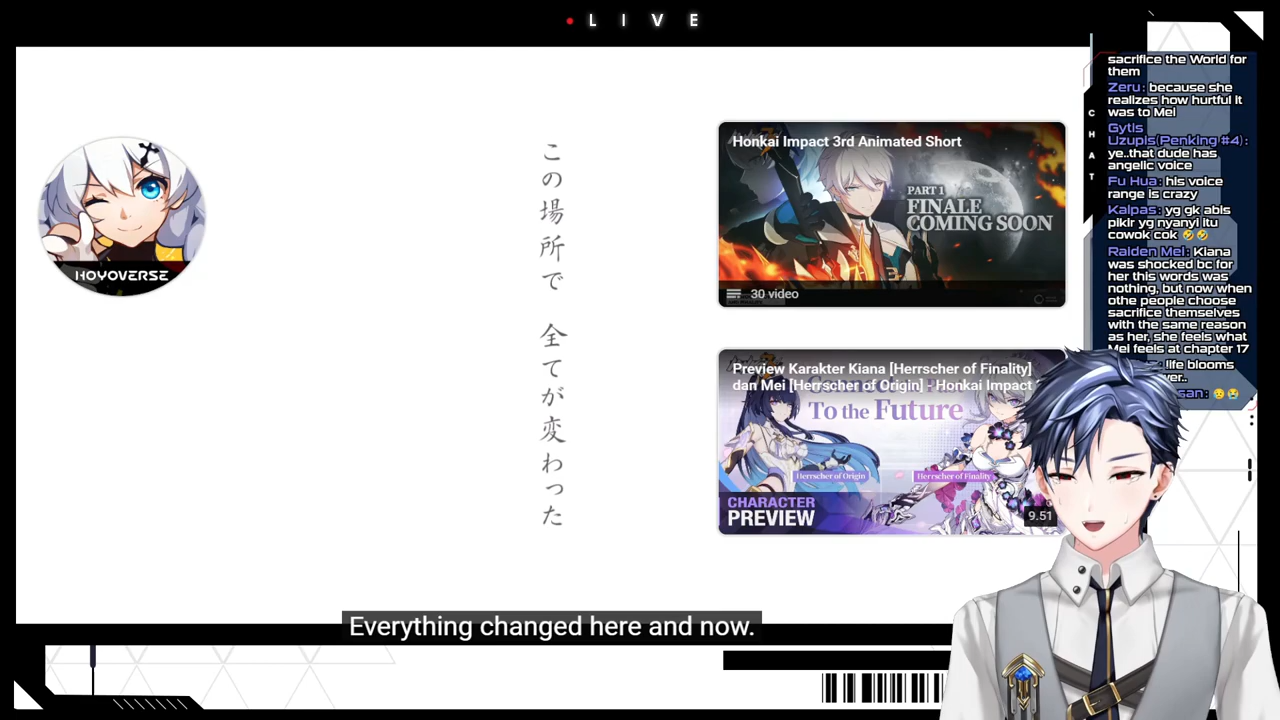 LIVE
HOYOVERSE
この場所で 全てが変わった
Honkai Impact 3rd Animated Short
PART 1
FINALE
COMING SOON
30 video
Preview Karakter Kiana [Herrscher of Finality]
dan Mei [Herrscher of Origin] - Honkai Impact
To the Future
Herrscher of Origin
Herrscher of Finality
CHARACTER
PREVIEW
9.51
Everything changed here and now.
CHAT
sacrifice the World for
them
Zeru: because she
realizes how hurtful it
was to Mei
Gytis
Uzupis(Penking #4):
ye..that dude has
angelic voice
Fu Hua: his voice
range is crazy
Kalpas: yg gk abis
pikir yg nyanyi itu
cowok cok 🤣🤣
Raiden Mei: Kiana
was shocked bc for
her this words was
nothing, but now when
othe people choose
sacrifice themselves
with the same reason
as her, she feels what
Mei feels at chapter 17
life blooms
san: 😢😭